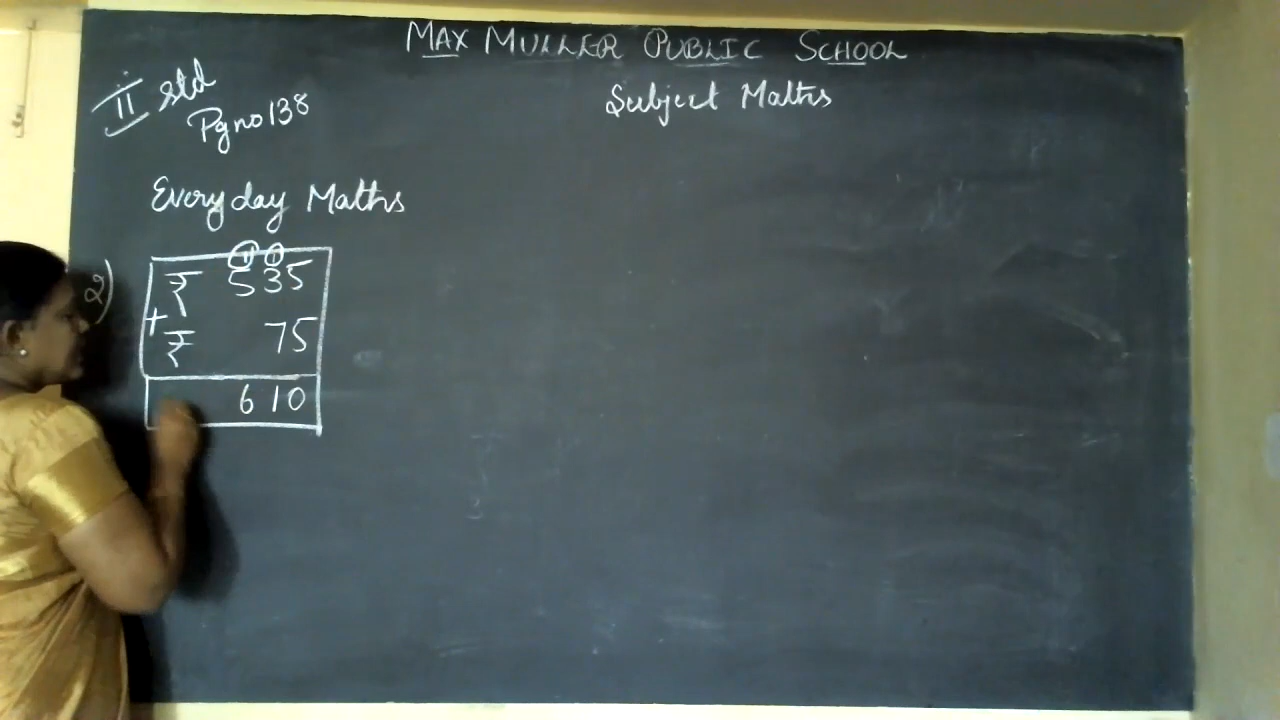 MAX MULLER PUBLIC SCHOOL
II Std
Subject Maths
Pg no 138
Everyday Maths
1 1
2) ₹ 535
+
₹ 75
610